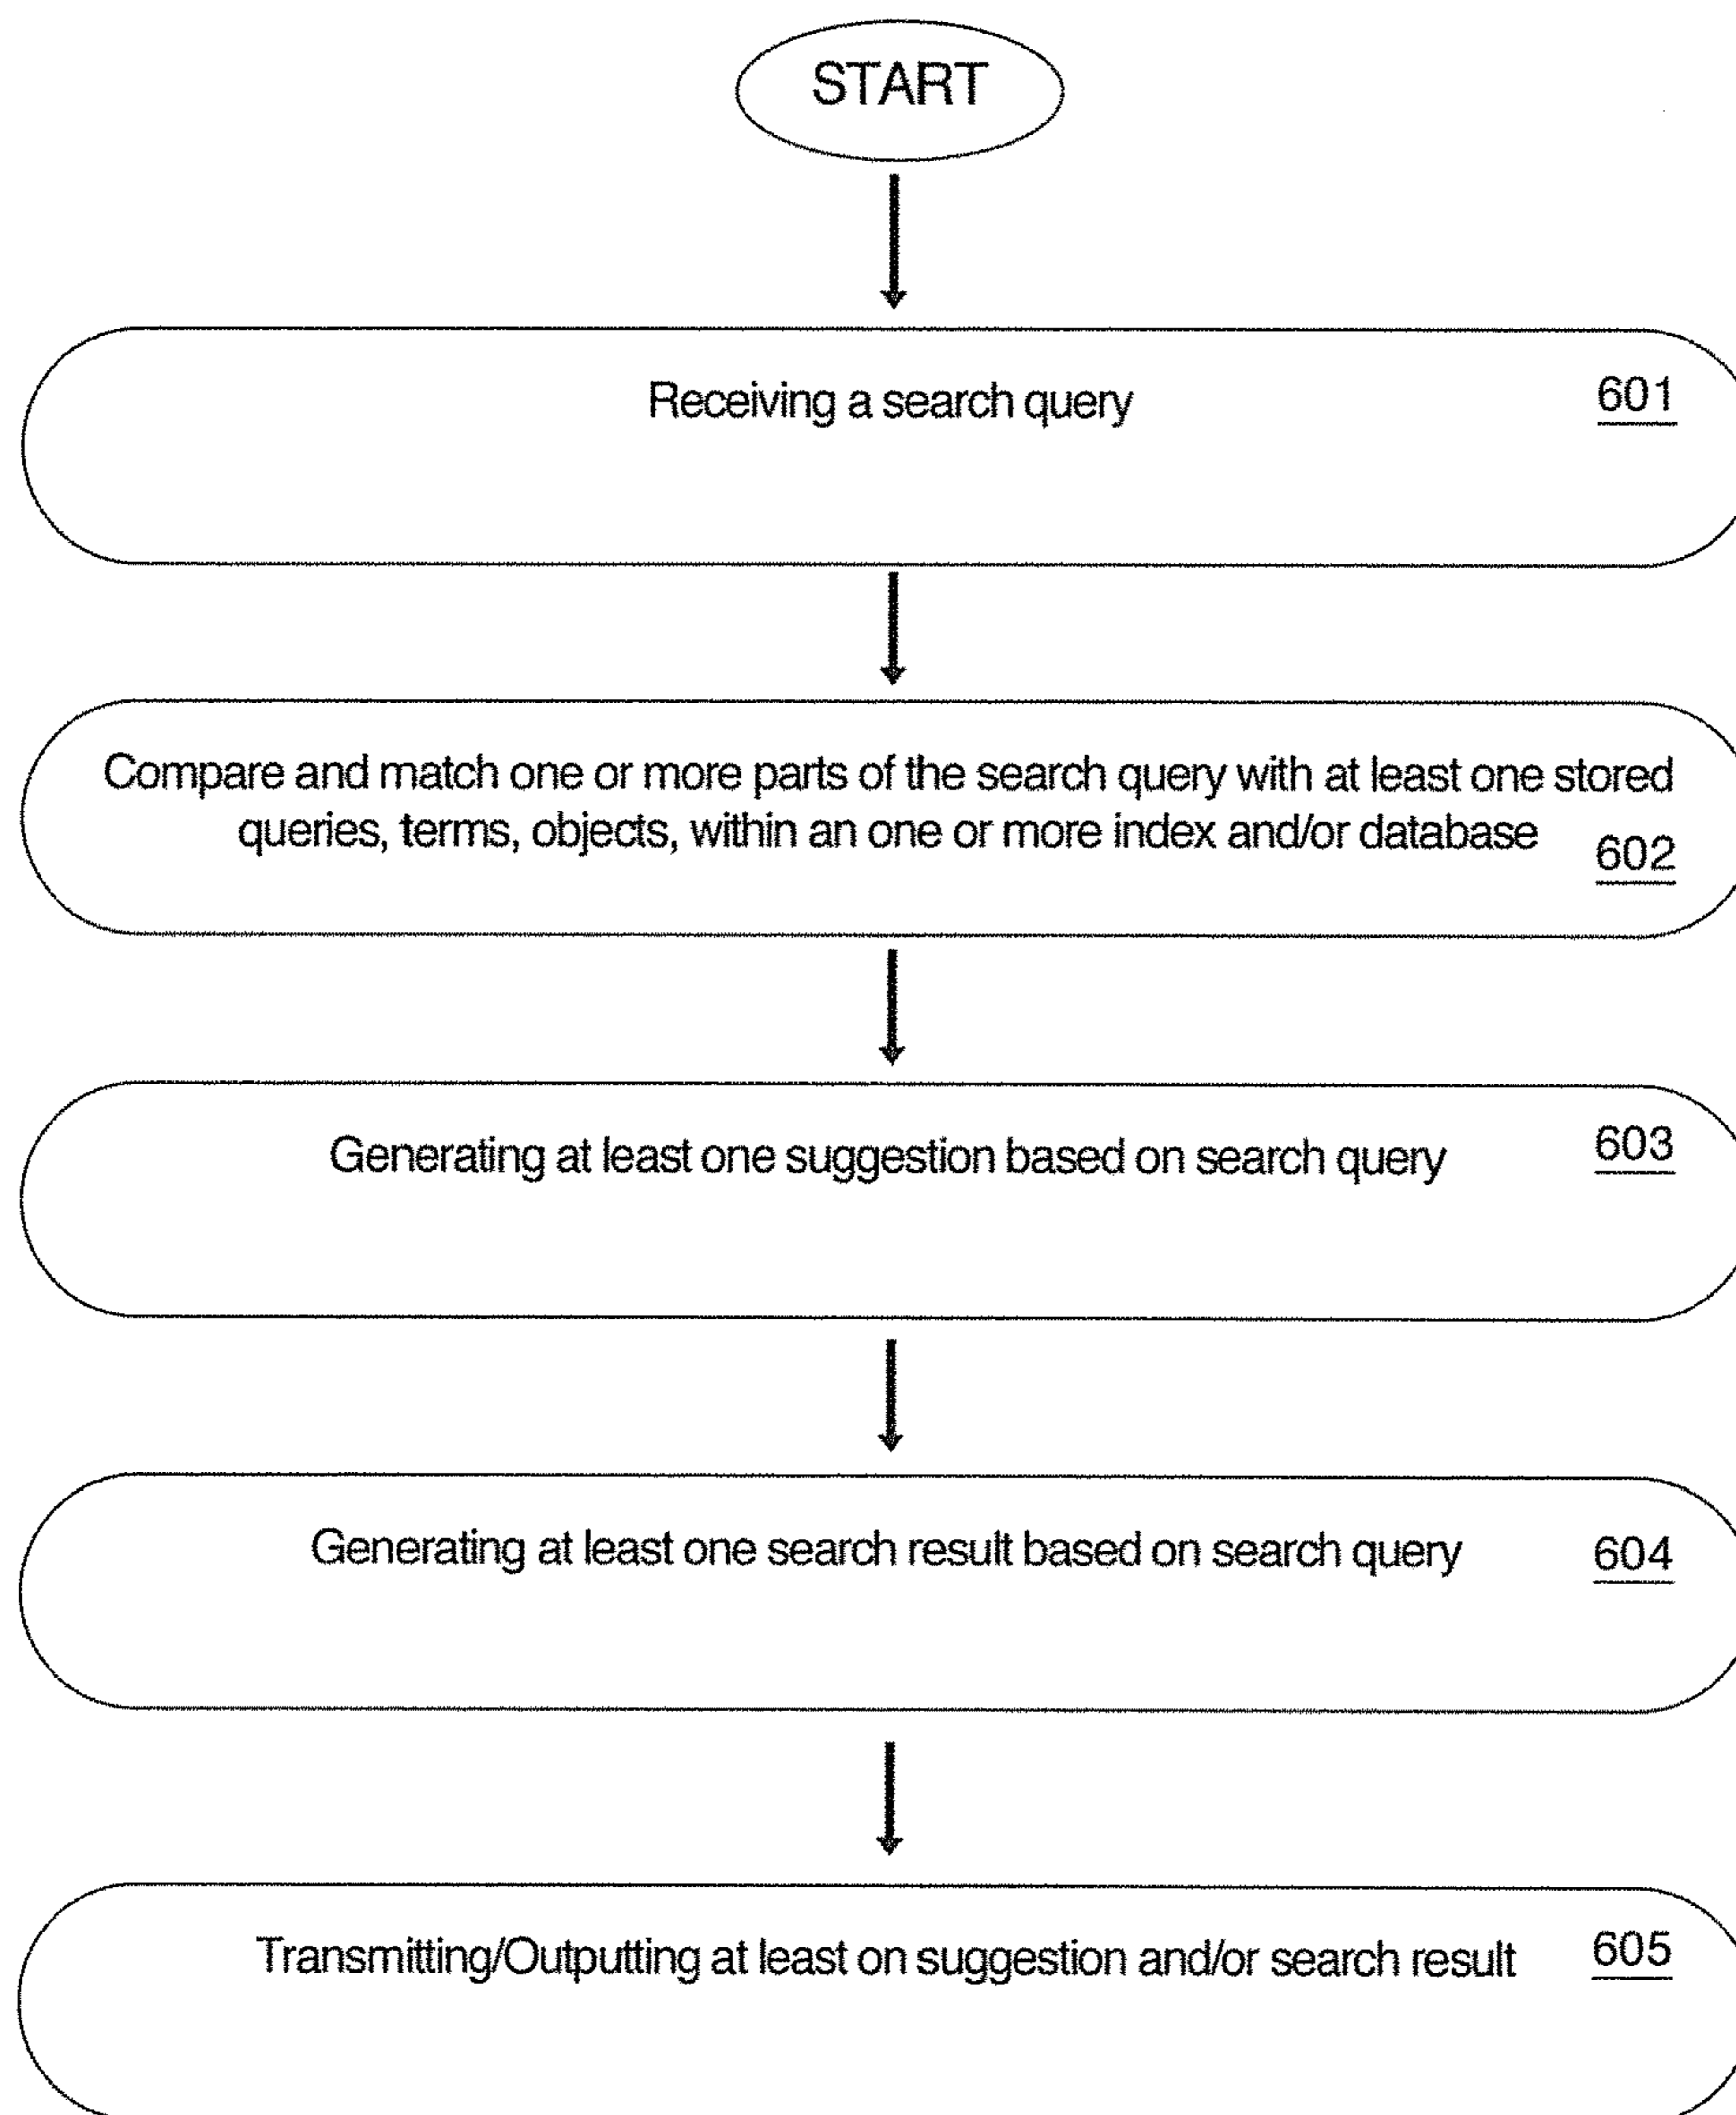 START
Receiving a search query
601
Compare and match one or more parts of the search query with at least one stored
queries, terms, objects, within an one or more index and/or database
602
Generating at least one suggestion based on search query
603
Generating at least one search result based on search query
604
Transmitting/Outputting at least on suggestion and/or search result
605